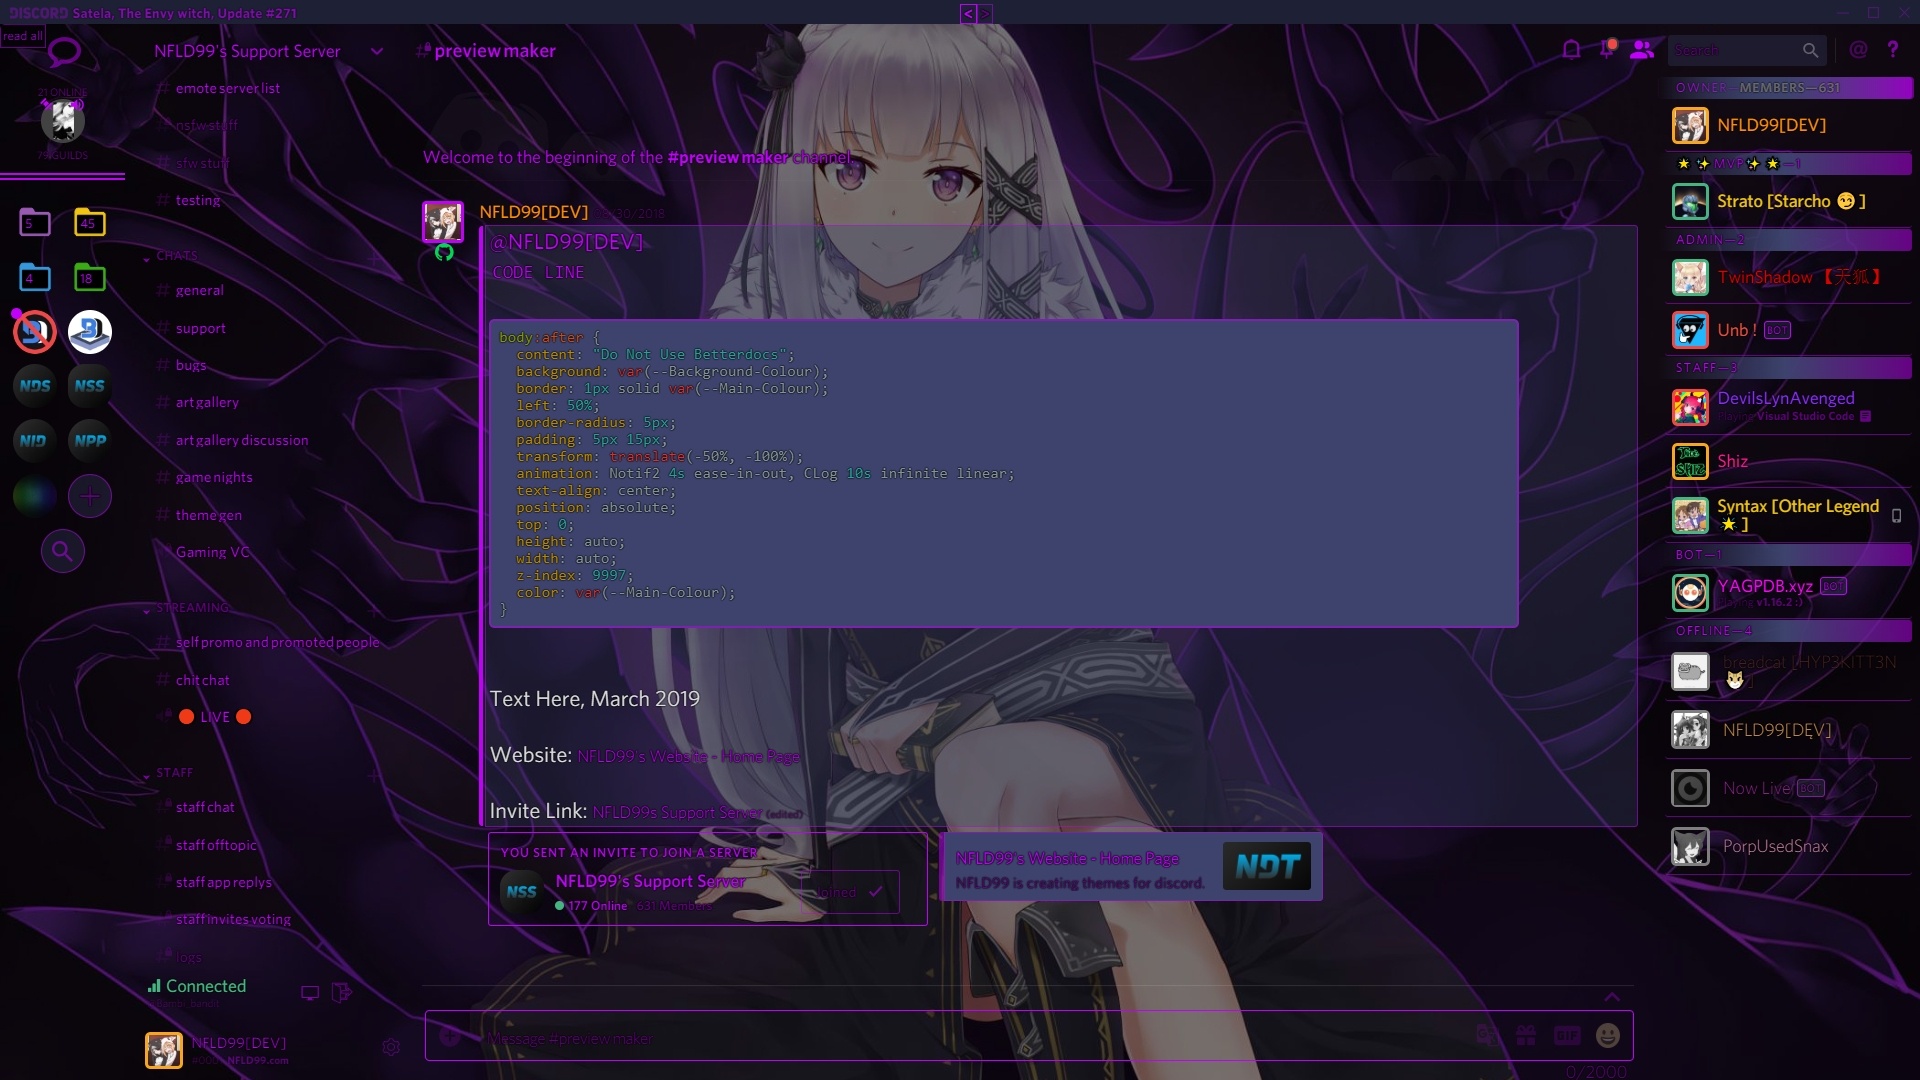 DISCORD Satela, The Envy witch, Update #271
< >
read all
21 ONLINE
79 GUILDS
5
45
4
18
NDS
NSS
NID
NPP
NFLD99's Support Server
emote server list
nsfw stuff
sfw stuff
testing
CHATS
general
support
bugs
art gallery
art gallery discussion
game nights
theme gen
Gaming VC
STREAMING
self promo and promoted people
chit chat
LIVE
STAFF
staff chat
staff offtopic
staff app replys
staff invites voting
logs
Connected
NFLD99[DEV]
NFLD99.com
# preview maker
Search
Welcome to the beginning of the #preview maker channel.
NFLD99[DEV]
@NFLD99[DEV]
CODE LINE
body:after {
content: "Do Not Use Betterdocs";
background: var(--Background-Colour);
border: 1px solid var(--Main-Colour);
left: 50%;
border-radius: 5px;
padding: 5px 15px;
transform: translate(-50%, -100%);
animation: Notif2 4s ease-in-out, CLog 10s infinite linear;
text-align: center;
position: absolute;
top: 0;
height: auto;
width: auto;
z-index: 9997;
color: var(--Main-Colour);
}
Text Here, March 2019
Website: NFLD99's Website - Home Page
Invite Link: NFLD99s Support Server (edited)
YOU SENT AN INVITE TO JOIN A SERVER
NSS
NFLD99's Support Server
177 Online 631 Members
Joined
NFLD99's Website - Home Page
NFLD99 is creating themes for discord.
NDT
Message #preview maker
GIF
0/2000
OWNER—MEMBERS—631
NFLD99[DEV]
MVP —1
Strato [Starcho 😏 ]
ADMIN—2
TwinShadow 【天狐】
Unb ! BOT
STAFF—3
DevilsLynAvenged
Playing Visual Studio Code
The SHIZ
Shiz
Syntax [Other Legend
🌟 ]
BOT—1
YAGPDB.xyz BOT
Playing v1.16.2 :)
OFFLINE—4
breadcat [HYP3KITT3N
🐱]
NFLD99[DEV]
Now Live BOT
PorpUsedSnax